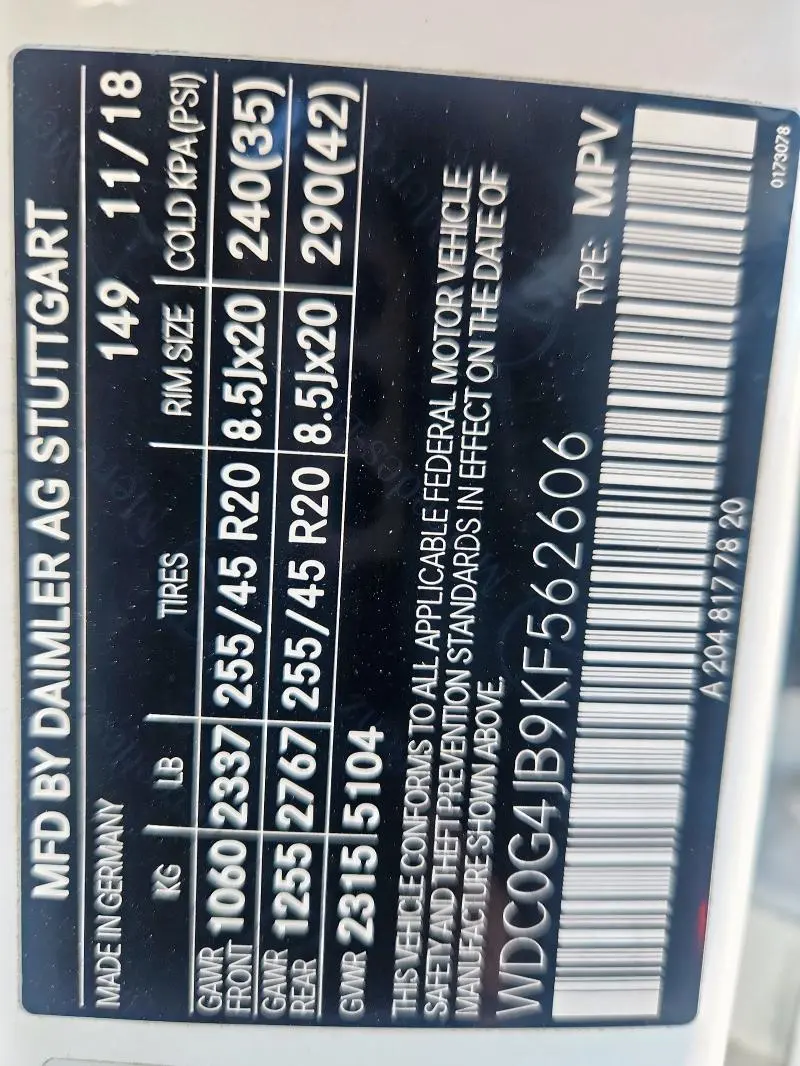 MFD BY DAIMLER AG STUTTGART
MADE IN GERMANY 149 11/18
KG LB TIRES RIM SIZE COLD KPA(PSI)
GAWR FRONT 1060 2337 255/45 R20 8.5Jx20 240(35)
GAWR REAR 1255 2767 255/45 R20 8.5Jx20 290(42)
GVWR 2315 5104
THIS VEHICLE CONFORMS TO ALL APPLICABLE FEDERAL MOTOR VEHICLE
SAFETY AND THEFT PREVENTION STANDARDS IN EFFECT ON THE DATE OF
MANUFACTURE SHOWN ABOVE.
WDC0G4JB9KF562606 TYPE: MPV
A 204 817 78 20
0173078